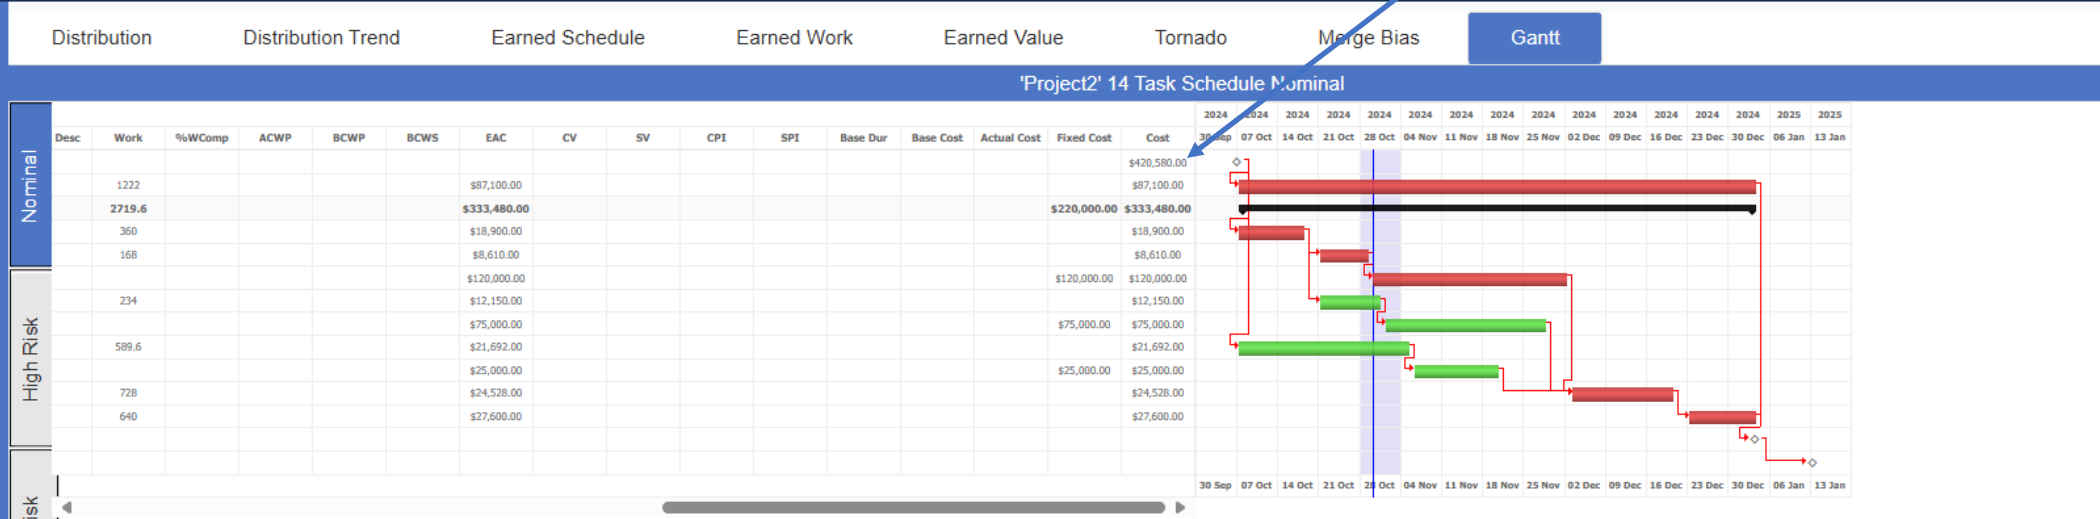 Distribution Distribution Trend Earned Schedule Earned Work Earned Value Tornado Merge Bias Gantt
'Project2' 14 Task Schedule Nominal
2024 2024 2024 2024 2024 2024 2024 2024 2024 2024 2024 2024 2024 2024 2025 2025
Desc Work %WComp ACWP BCWP BCWS EAC CV SV CPI SPI Base Dur Base Cost Actual Cost Fixed Cost Cost 30 Sep 07 Oct 14 Oct 21 Oct 28 Oct 04 Nov 11 Nov 18 Nov 25 Nov 02 Dec 09 Dec 16 Dec 23 Dec 30 Dec 06 Jan 13 Jan
$420,580.00
1222 $87,100.00 $87,100.00
2719.6 $333,480.00 $220,000.00 $333,480.00
360 $18,900.00 $18,900.00
168 $8,610.00 $8,610.00
$120,000.00 $120,000.00 $120,000.00
234 $12,150.00 $12,150.00
$75,000.00 $75,000.00 $75,000.00
589.6 $21,692.00 $21,692.00
$25,000.00 $25,000.00 $25,000.00
728 $24,528.00 $24,528.00
640 $27,600.00 $27,600.00
30 Sep 07 Oct 14 Oct 21 Oct 28 Oct 04 Nov 11 Nov 18 Nov 25 Nov 02 Dec 09 Dec 16 Dec 23 Dec 30 Dec 06 Jan 13 Jan
Nominal
High Risk
isk